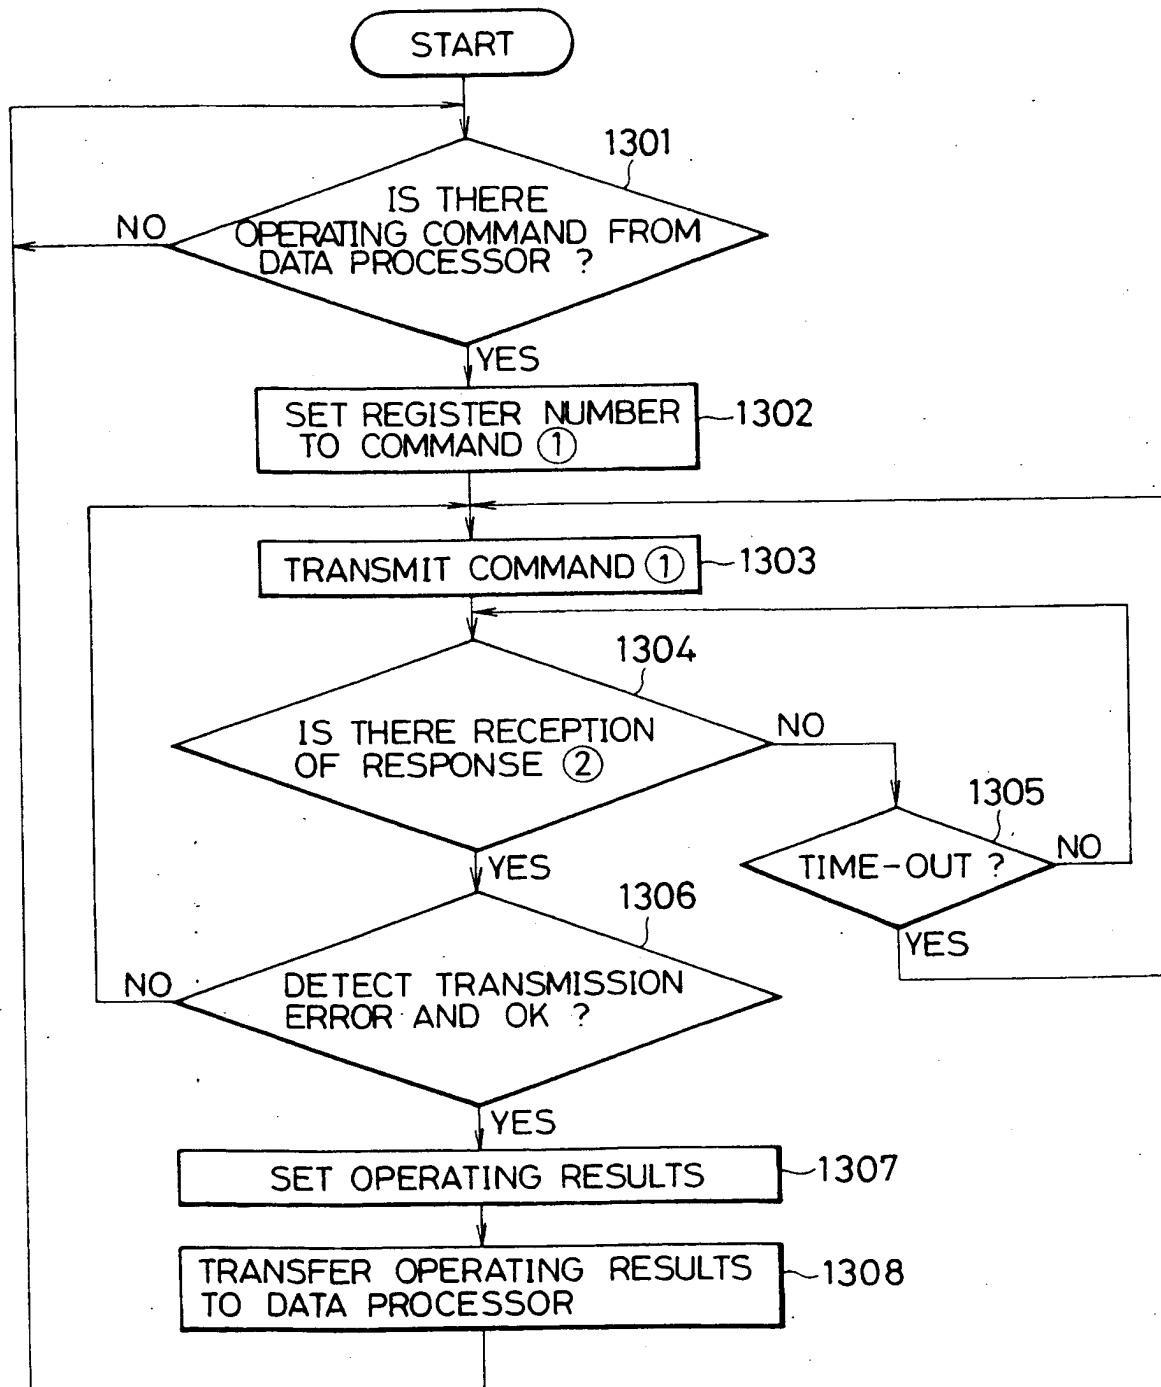 START
1301
IS THERE
OPERATING COMMAND FROM
DATA PROCESSOR ?
NO
YES
SET REGISTER NUMBER
TO COMMAND ①
1302
TRANSMIT COMMAND ①
1303
1304
IS THERE RECEPTION
OF RESPONSE ②
NO
1305
TIME-OUT ?
NO
YES
YES
1306
DETECT TRANSMISSION
ERROR AND OK ?
NO
YES
SET OPERATING RESULTS
1307
TRANSFER OPERATING RESULTS
TO DATA PROCESSOR
1308